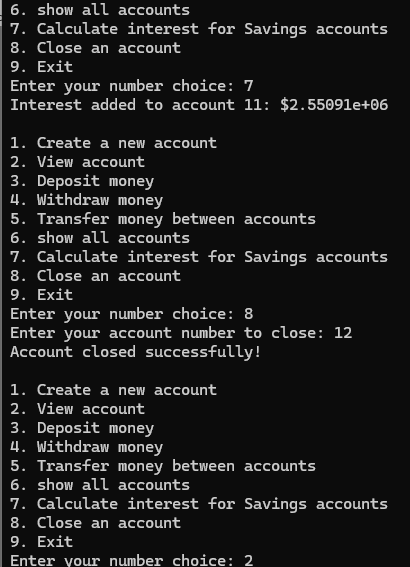 6. show all accounts
7. Calculate interest for Savings accounts
8. Close an account
9. Exit
Enter your number choice: 7
Interest added to account 11: $2.55091e+06
1. Create a new account
2. View account
3. Deposit money
4. Withdraw money
5. Transfer money between accounts
6. show all accounts
7. Calculate interest for Savings accounts
8. Close an account
9. Exit
Enter your number choice: 8
Enter your account number to close: 12
Account closed successfully!
1. Create a new account
2. View account
3. Deposit money
4. Withdraw money
5. Transfer money between accounts
6. show all accounts
7. Calculate interest for Savings accounts
8. Close an account
9. Exit
Enter your number choice: 2